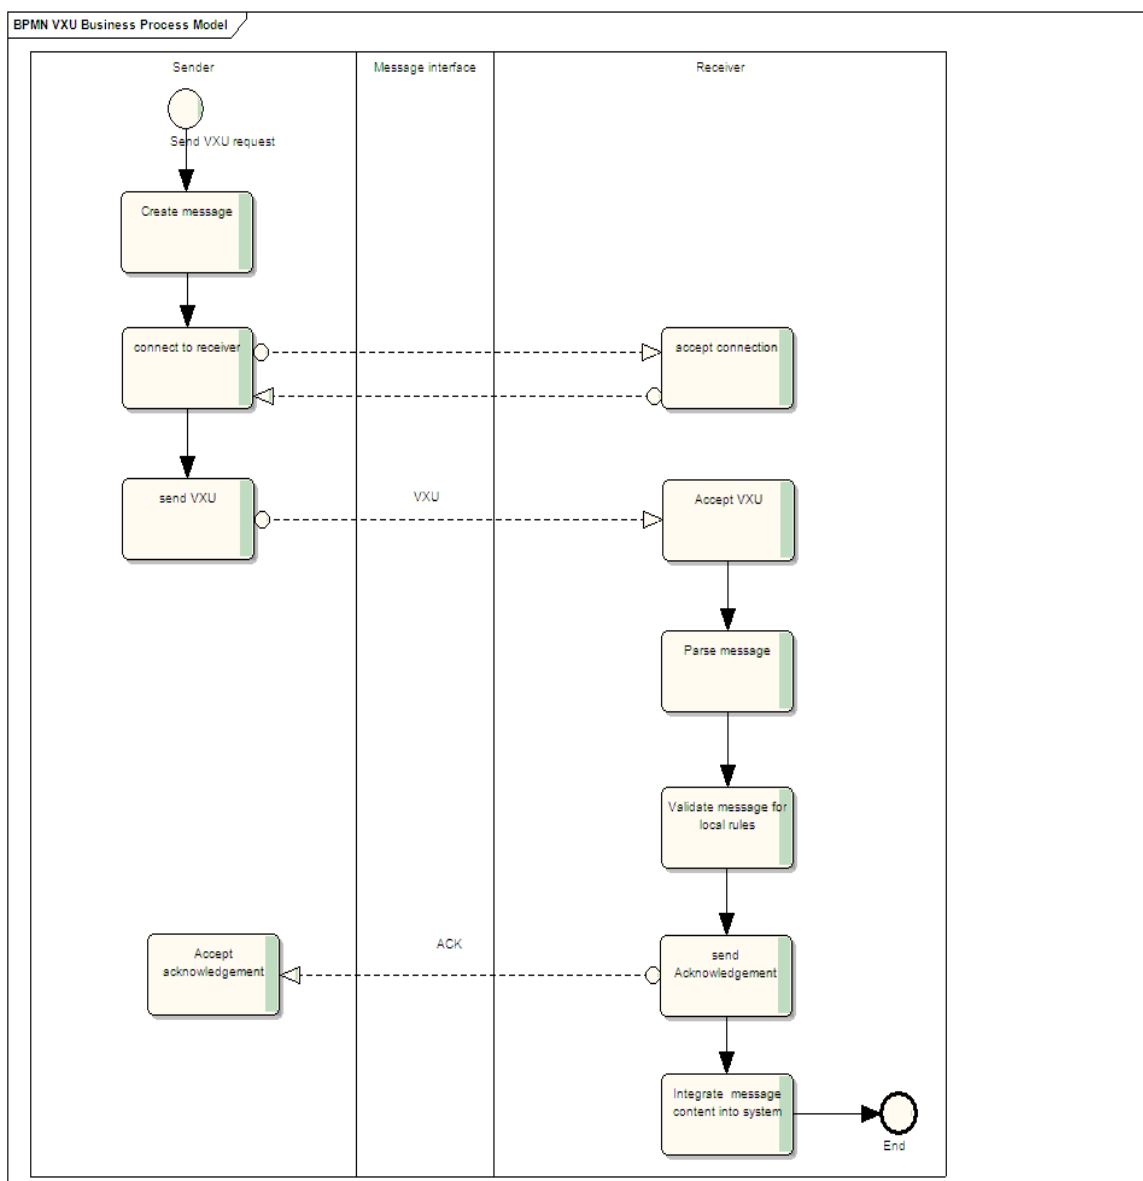 BPMN VXU Business Process Model
Sender
Message interface
Receiver
Send VXU request
Create message
connect to receiver
accept connection
send VXU
VXU
Accept VXU
Parse message
Validate message for
local rules
Accept
acknowledgement
ACK
send
Acknowledgement
Integrate message
content into system
End